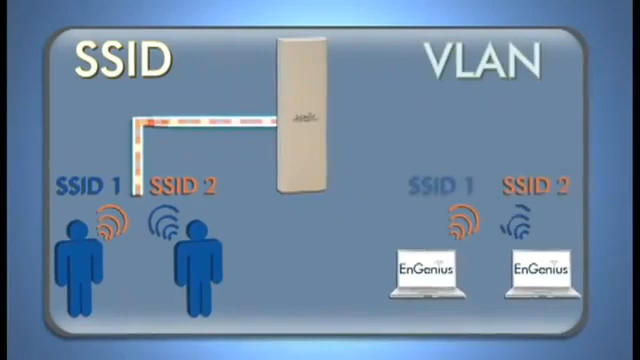 SSID
VLAN
SSID 1
SSID 2
SSID 1
SSID 2
EnGenius
EnGenius